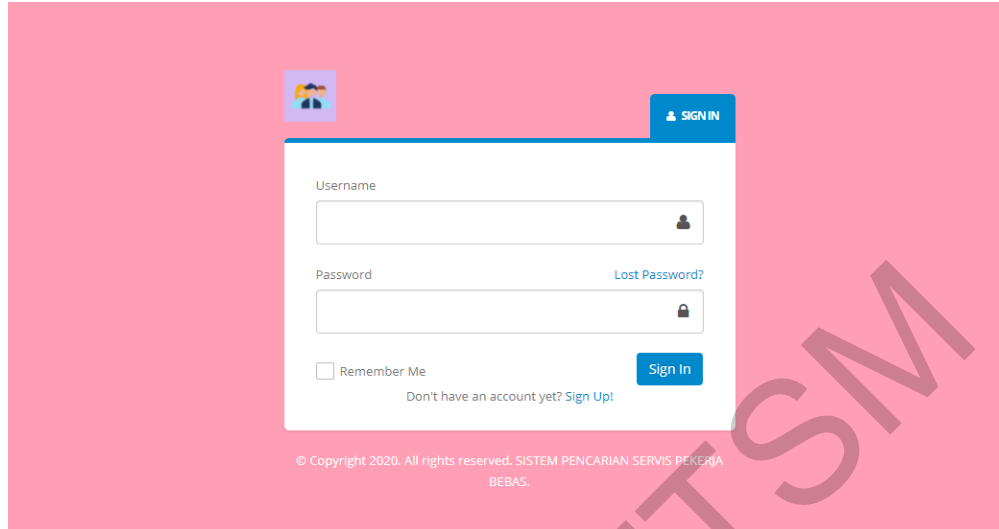 SIGN IN
Username
Password
Lost Password?
Remember Me
Sign In
Don't have an account yet? Sign Up!
© Copyright 2020. All rights reserved. SISTEM PENCARIAN SERVIS PEKERJA
BEBAS.
TSM